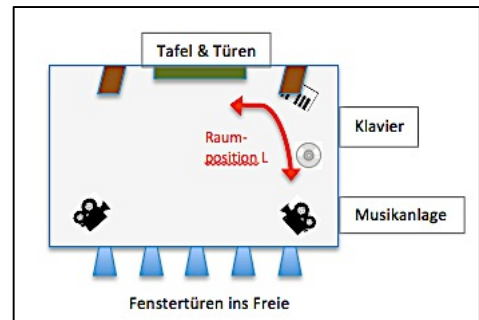 Tafel & Türen
Klavier
Raum-
position L
Musikanlage
Fenstertüren ins Freie